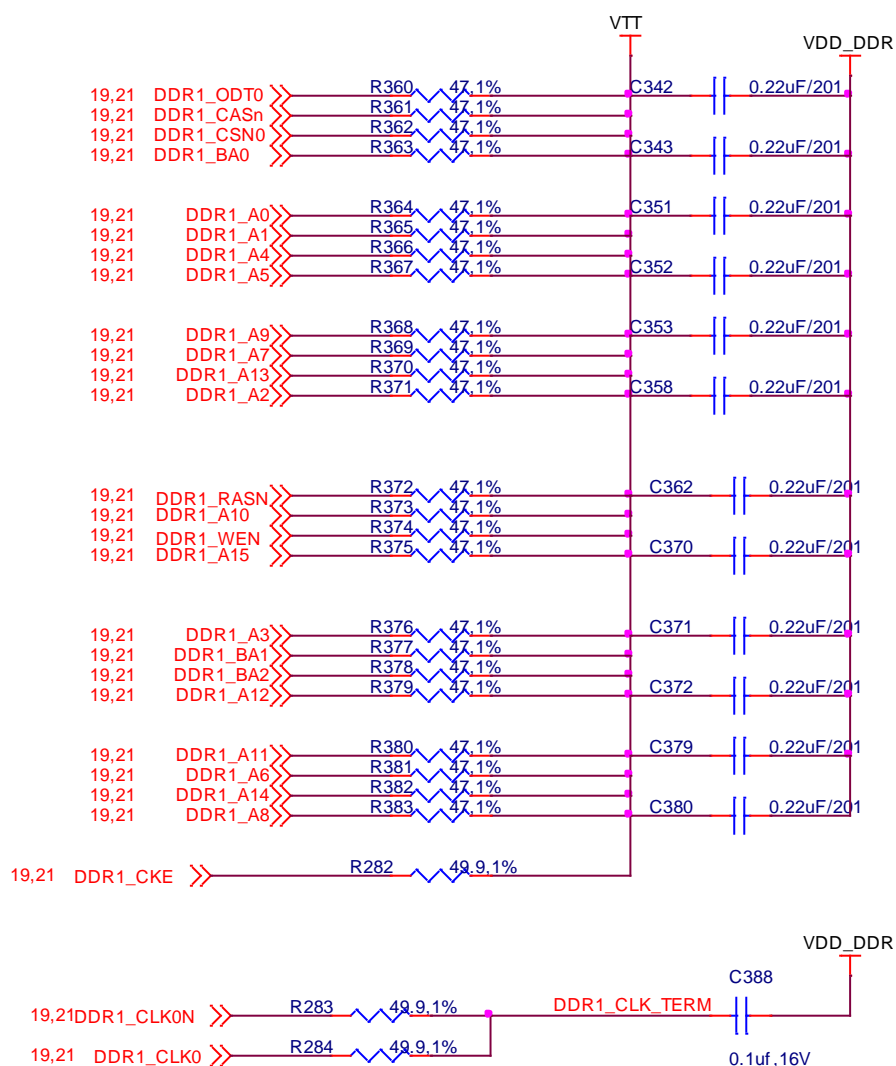 VTT
VDD_DDR
19,21 DDR1_ODT0 R360 47,1% C342 0.22uF/201
19,21 DDR1_CASn R361 47,1%
19,21 DDR1_CSN0 R362 47,1%
19,21 DDR1_BA0 R363 47,1% C343 0.22uF/201
19,21 DDR1_A0 R364 47,1% C351 0.22uF/201
19,21 DDR1_A1 R365 47,1%
19,21 DDR1_A4 R366 47,1%
19,21 DDR1_A5 R367 47,1% C352 0.22uF/201
19,21 DDR1_A9 R368 47,1% C353 0.22uF/201
19,21 DDR1_A7 R369 47,1%
19,21 DDR1_A13 R370 47,1%
19,21 DDR1_A2 R371 47,1% C358 0.22uF/201
19,21 DDR1_RASN R372 47,1% C362 0.22uF/201
19,21 DDR1_A10 R373 47,1%
19,21 DDR1_WEN R374 47,1%
19,21 DDR1_A15 R375 47,1% C370 0.22uF/201
19,21 DDR1_A3 R376 47,1% C371 0.22uF/201
19,21 DDR1_BA1 R377 47,1%
19,21 DDR1_BA2 R378 47,1%
19,21 DDR1_A12 R379 47,1% C372 0.22uF/201
19,21 DDR1_A11 R380 47,1% C379 0.22uF/201
19,21 DDR1_A6 R381 47,1%
19,21 DDR1_A14 R382 47,1%
19,21 DDR1_A8 R383 47,1% C380 0.22uF/201
19,21 DDR1_CKE R282 49.9,1%
VDD_DDR
C388
19,21 DDR1_CLK0N R283 49.9,1% DDR1_CLK_TERM
19,21 DDR1_CLK0 R284 49.9,1% 0.1uf,16V